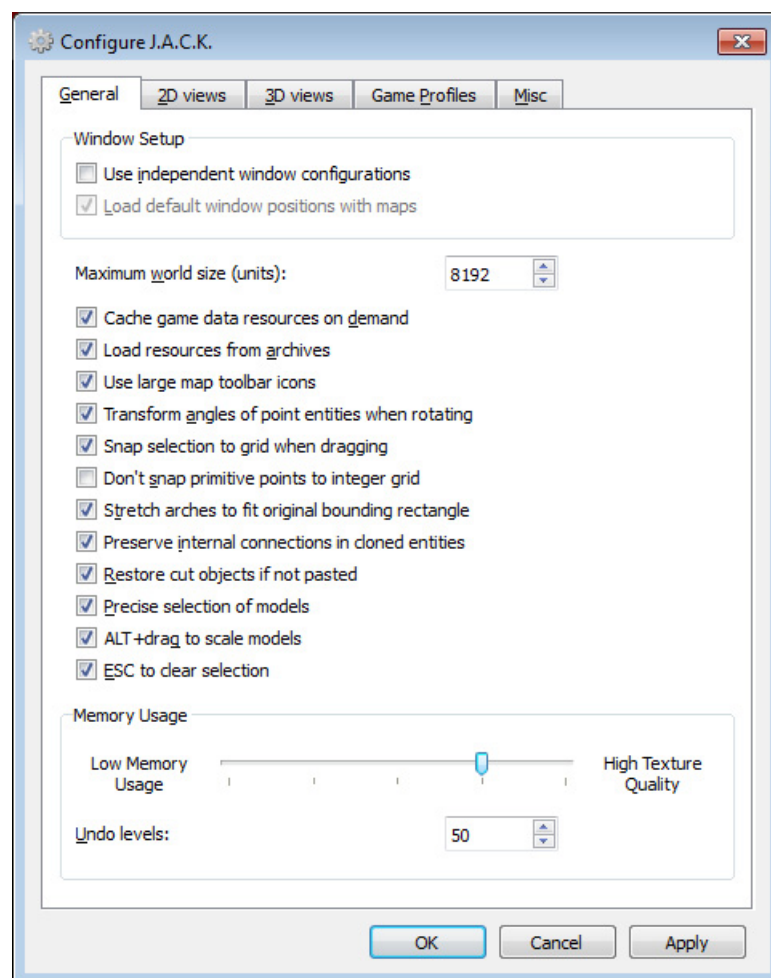 Configure J.A.C.K.
General 2D views 3D views Game Profiles Misc
Window Setup
Use independent window configurations
Load default window positions with maps
Maximum world size (units): 8192
Cache game data resources on demand
Load resources from archives
Use large map toolbar icons
Transform angles of point entities when rotating
Snap selection to grid when dragging
Don't snap primitive points to integer grid
Stretch arches to fit original bounding rectangle
Preserve internal connections in cloned entities
Restore cut objects if not pasted
Precise selection of models
ALT+drag to scale models
ESC to clear selection
Memory Usage
Low Memory High Texture
Usage Quality
Undo levels: 50
OK Cancel Apply